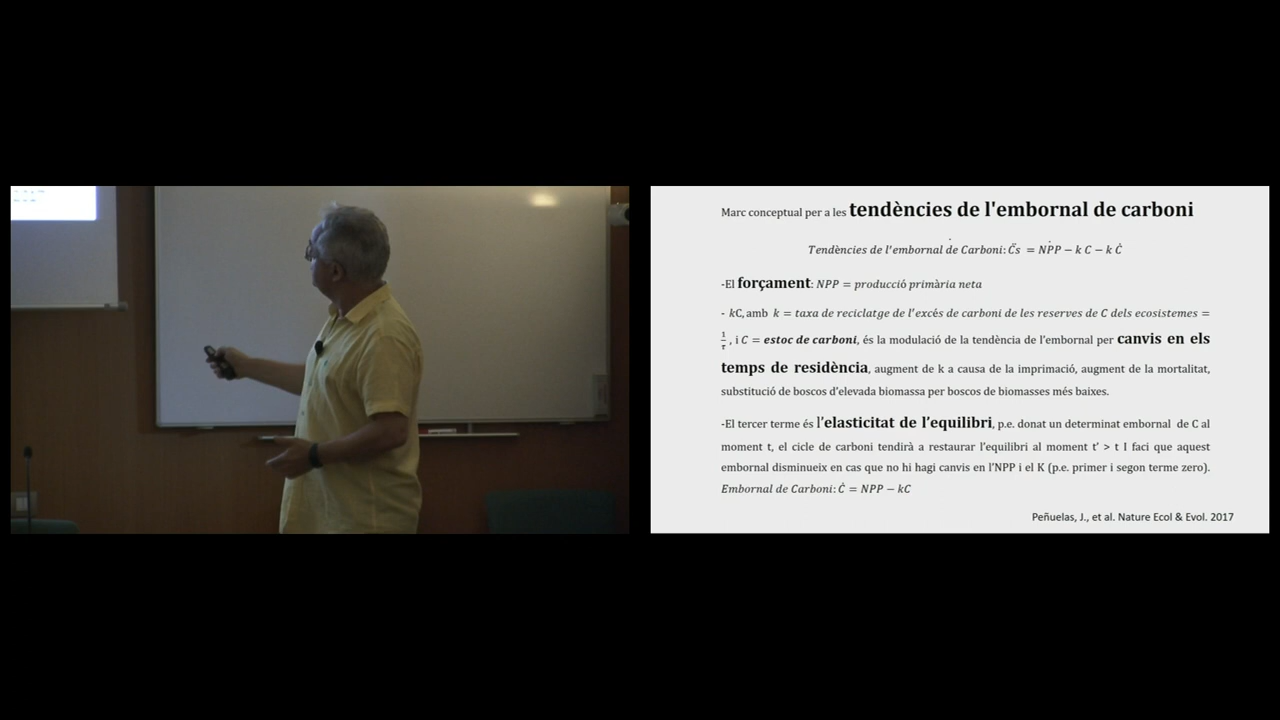 Marc conceptual per a les tendències de l'embornal de carboni
Tendències de l'embornal de Carboni: C̈s = NṖP − k C − k Ċ
-El forçament: NPP = producció primària neta
- kC, amb k = taxa de reciclatge de l'excés de carboni de les reserves de C dels ecosistemes =
1/τ , i C = estoc de carboni, és la modulació de la tendència de l'embornal per canvis en els
temps de residència, augment de k a causa de la imprimació, augment de la mortalitat,
substitució de boscos d'elevada biomassa per boscos de biomasses més baixes.
-El tercer terme és l'elasticitat de l'equilibri, p.e. donat un determinat embornal de C al
moment t, el cicle de carboni tendirà a restaurar l'equilibri al moment t' > t I faci que aquest
embornal disminueix en cas que no hi hagi canvis en l'NPP i el K (p.e. primer i segon terme zero).
Embornal de Carboni: Ċ = NPP − kC
Peñuelas, J., et al. Nature Ecol & Evol. 2017